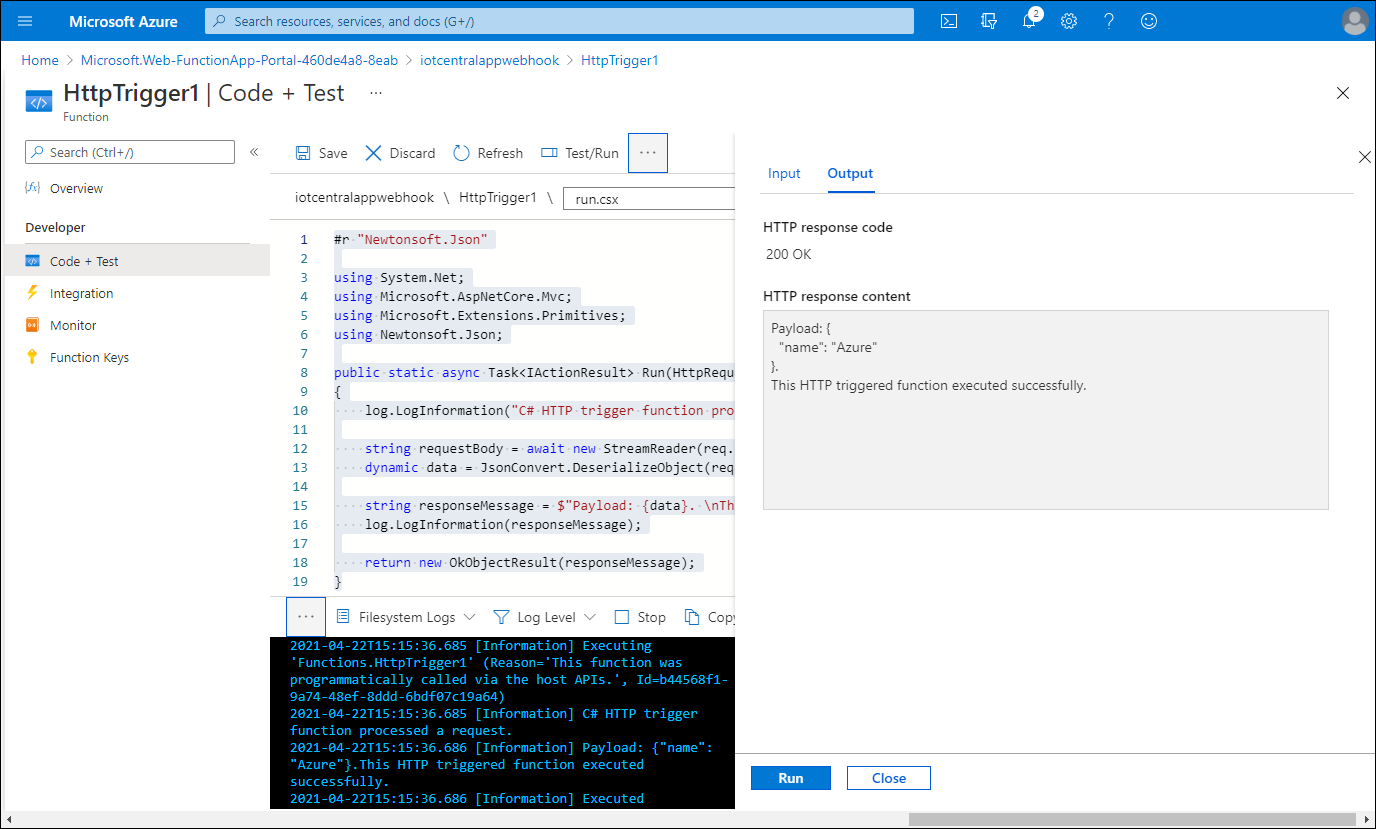 Microsoft Azure
Search resources, services, and docs (G+/)
2
Home > Microsoft.Web-FunctionApp-Portal-460de4a8-8eab > iotcentralappwebhook > HttpTrigger1
HttpTrigger1 | Code + Test ...
Function
Search (Ctrl+/)
Overview
Developer
Code + Test
Integration
Monitor
Function Keys
Save Discard Refresh Test/Run ...
iotcentralappwebhook \ HttpTrigger1 \ run.csx
1 #r "Newtonsoft.Json"
2
3 using System.Net;
4 using Microsoft.AspNetCore.Mvc;
5 using Microsoft.Extensions.Primitives;
6 using Newtonsoft.Json;
7
8 public static async Task<IActionResult> Run(HttpRequ
9 {
10 log.LogInformation("C# HTTP trigger function pro
11
12 string requestBody = await new StreamReader(req.
13 dynamic data = JsonConvert.DeserializeObject(req
14
15 string responseMessage = $"Payload: {data}. \nTh
16 log.LogInformation(responseMessage);
17
18 return new OkObjectResult(responseMessage);
19 }
... Filesystem Logs Log Level Stop Copy
2021-04-22T15:15:36.685 [Information] Executing
'Functions.HttpTrigger1' (Reason='This function was
programmatically called via the host APIs.', Id=b44568f1-
9a74-48ef-8ddd-6bdf07c19a64)
2021-04-22T15:15:36.685 [Information] C# HTTP trigger
function processed a request.
2021-04-22T15:15:36.686 [Information] Payload: {"name":
"Azure"}.This HTTP triggered function executed
successfully.
2021-04-22T15:15:36.686 [Information] Executed
Input Output
HTTP response code
200 OK
HTTP response content
Payload: {
"name": "Azure"
}.
This HTTP triggered function executed successfully.
Run Close